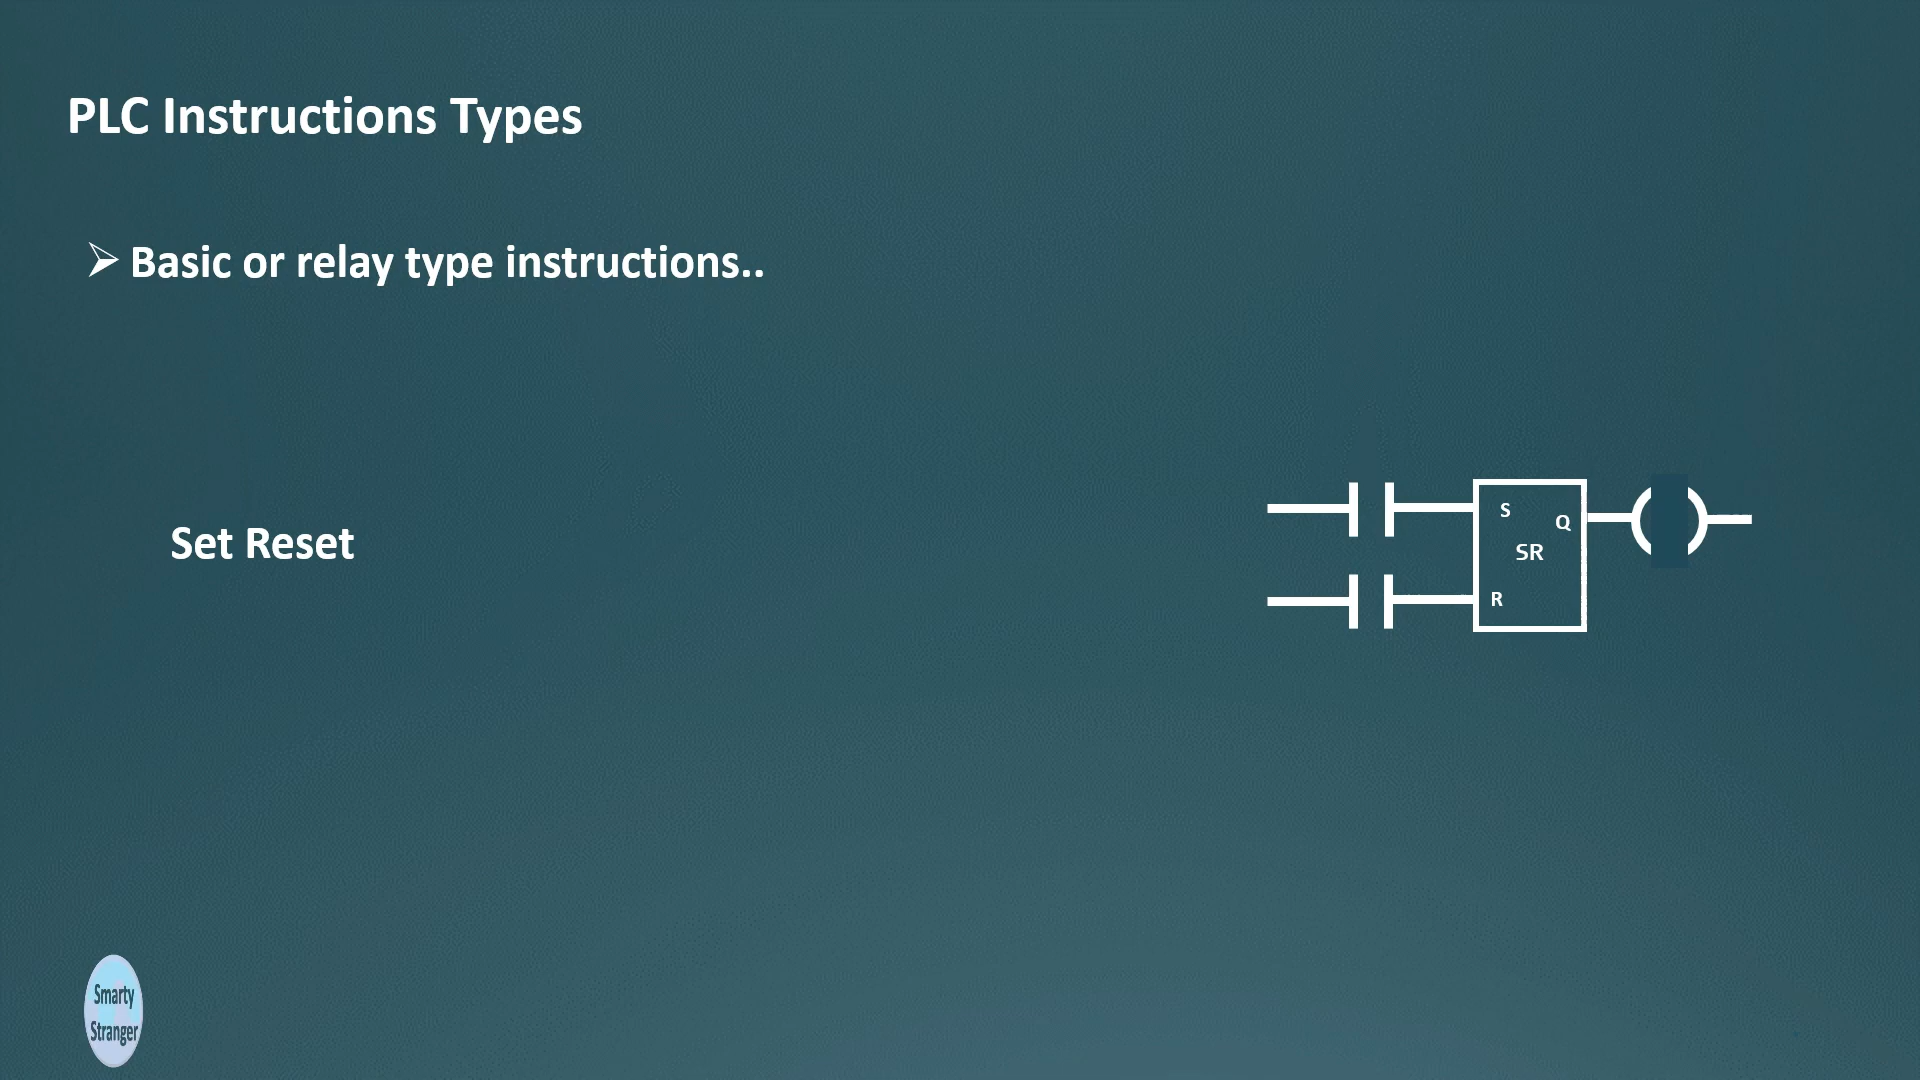 PLC Instructions Types
➢ Basic or relay type instructions..
Set Reset
S
Q
SR
R
Smarty
Stranger